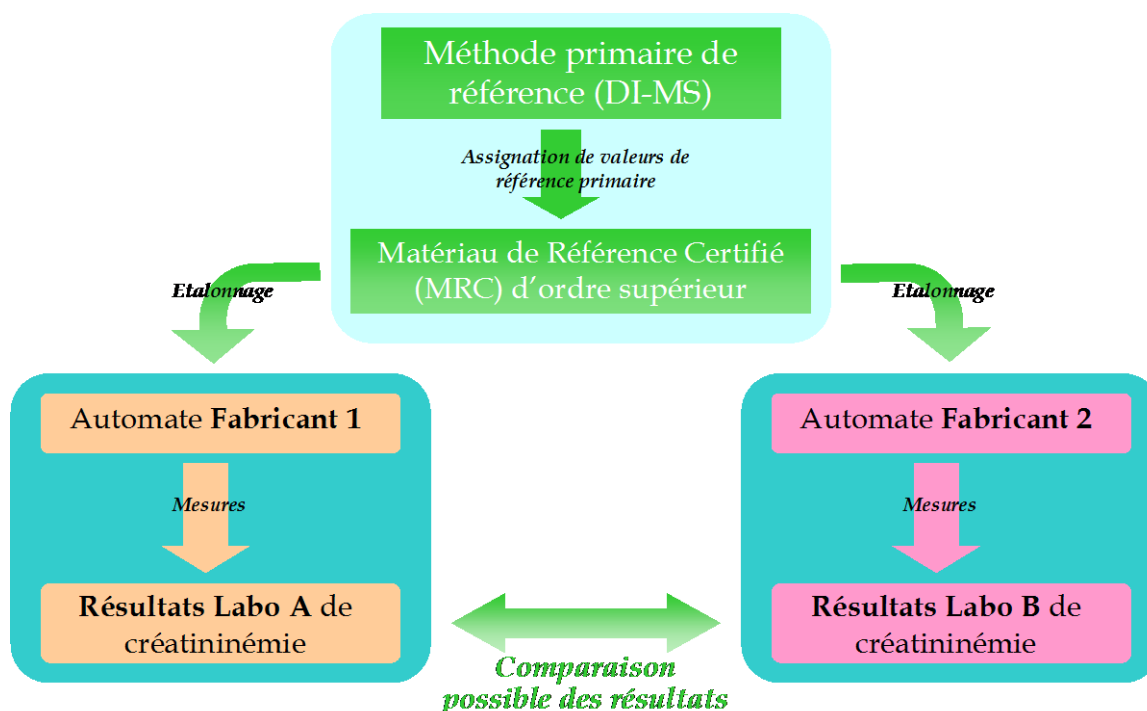 Méthode primaire de
référence (DI-MS)
Assignation de valeurs de
référence primaire
Matériau de Référence Certifié
(MRC) d’ordre supérieur
Etalonnage
Etalonnage
Automate Fabricant 1
Mesures
Résultats Labo A de
créatininémie
Automate Fabricant 2
Mesures
Résultats Labo B de
créatininémie
Comparaison
possible des résultats